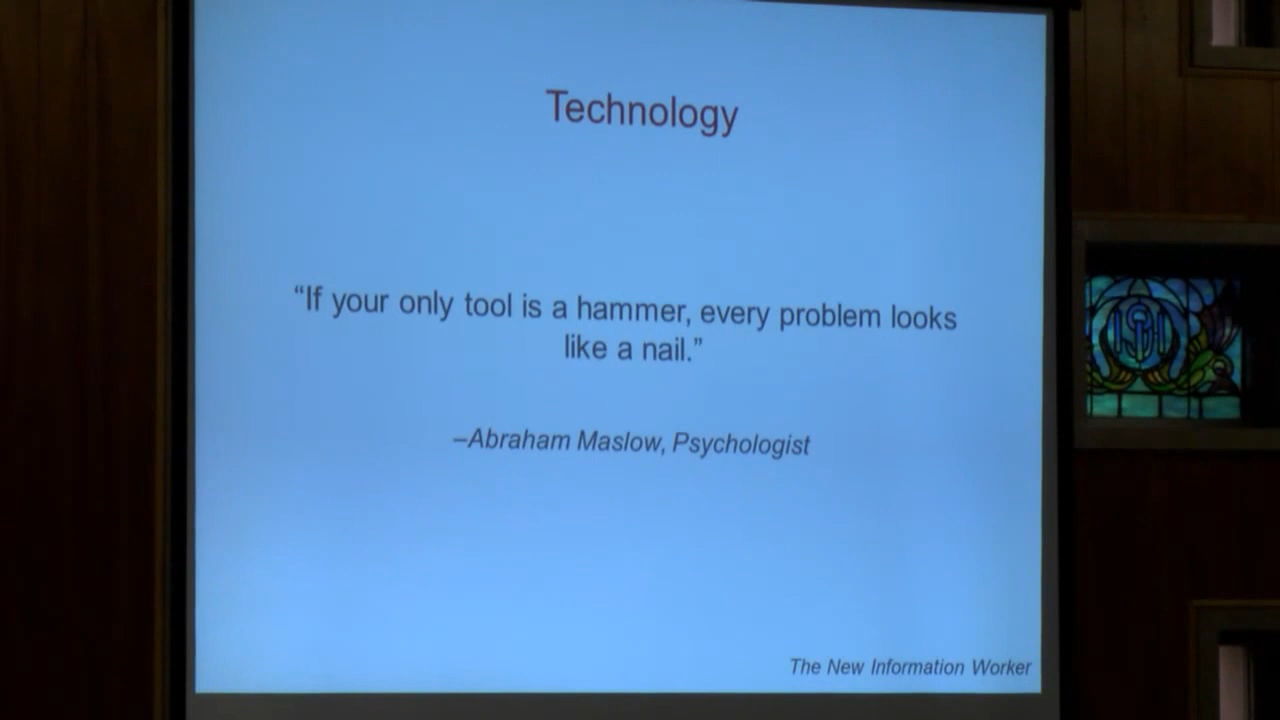 Technology
“If your only tool is a hammer, every problem looks
like a nail.”
–Abraham Maslow, Psychologist
The New Information Worker